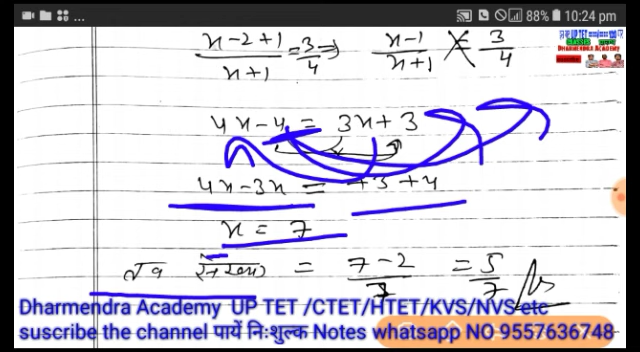 88% 10:24 pm
x-2+1/x+1 = 3/4 ⇒ x-1/x+1 × 3/4
DHARMENDRA ACADEMY
4x-4 = 3x+3
4x-3x = +3+4
x = 7
= 7-2/7 = 5/7
Dharmendra Academy UP TET /CTET/HTET/KVS/NVS etc
suscribe the channel पायें निःशुल्क Notes whatsapp NO 9557636748